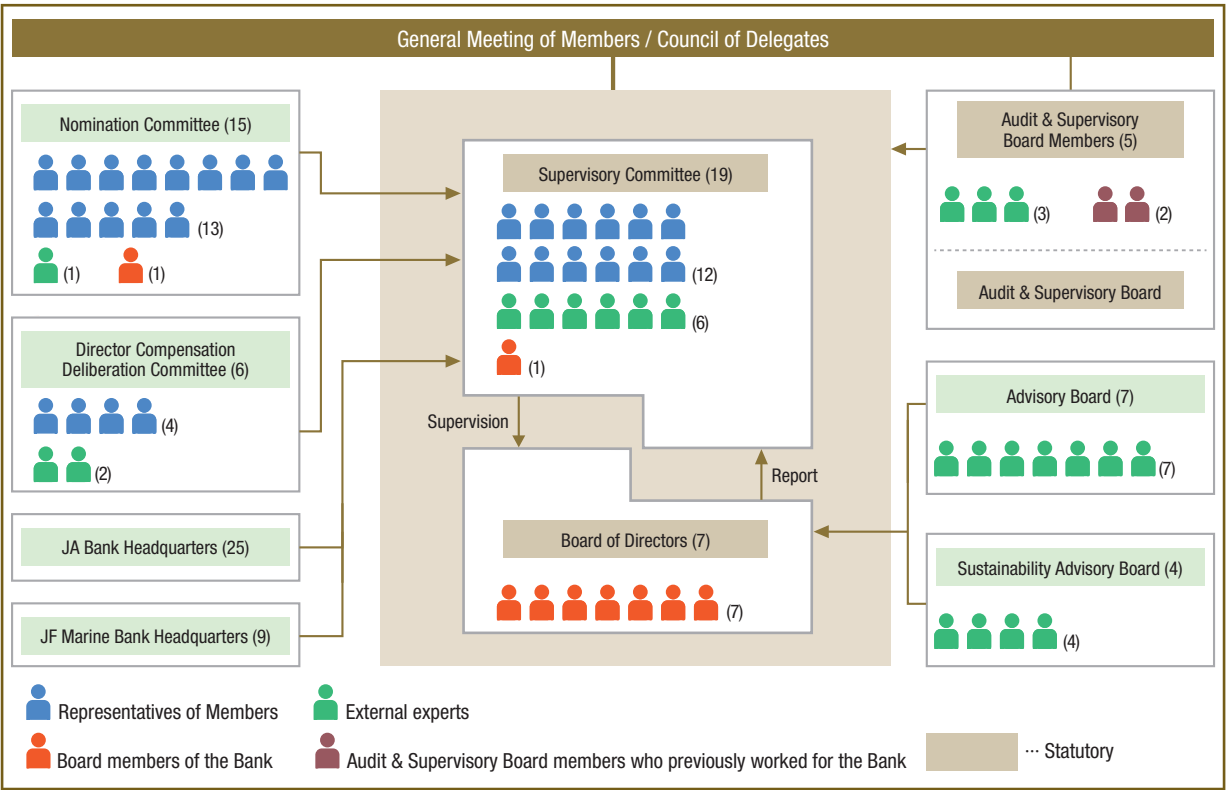 General Meeting of Members / Council of Delegates
Nomination Committee (15)
(13)
(1)
(1)
Director Compensation
Deliberation Committee (6)
(4)
(2)
JA Bank Headquarters (25)
JF Marine Bank Headquarters (9)
Supervisory Committee (19)
(12)
(6)
(1)
Supervision
Report
Board of Directors (7)
(7)
Audit & Supervisory
Board Members (5)
(3)
(2)
Audit & Supervisory Board
Advisory Board (7)
(7)
Sustainability Advisory Board (4)
(4)
Representatives of Members
External experts
Board members of the Bank
Audit & Supervisory Board members who previously worked for the Bank
··· Statutory